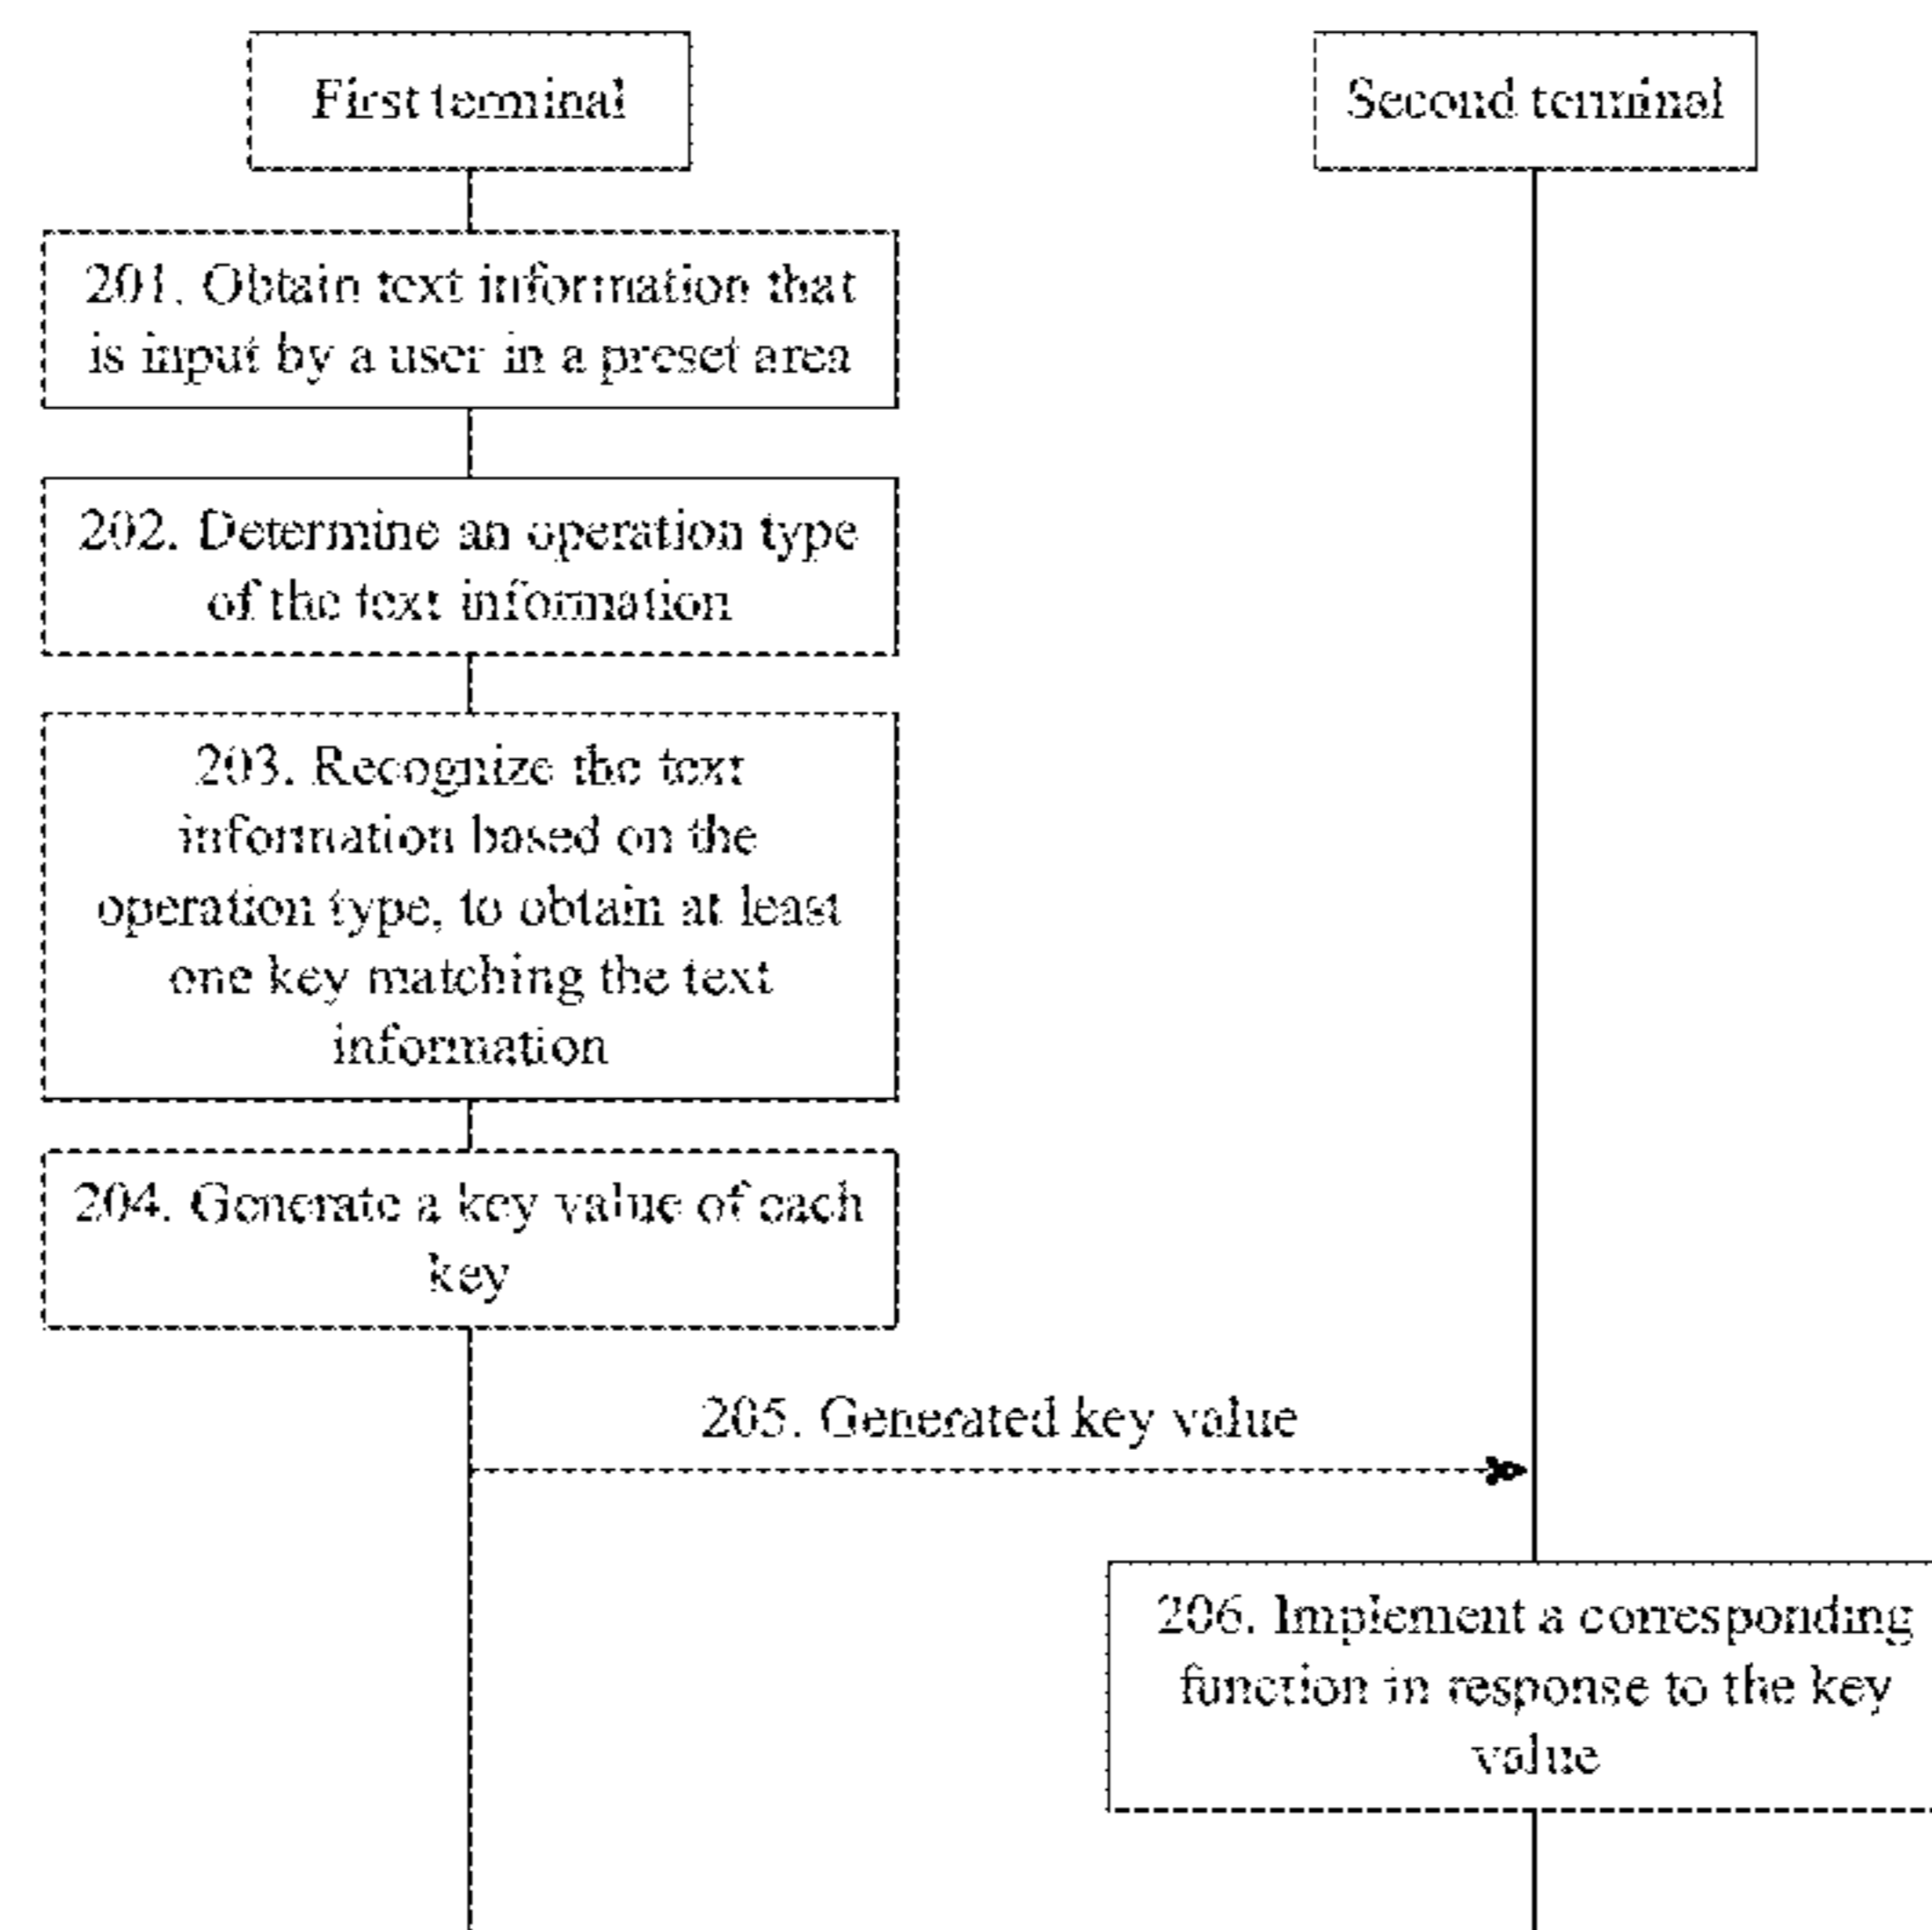 First terminal
Second terminal
201. Obtain text information that
is input by a user in a preset area
202. Determine an operation type
of the text information
203. Recognize the text
information based on the
operation type, to obtain at least
one key matching the text
information
204. Generate a key value of each
key
205. Generated key value
206. Implement a corresponding
function in response to the key
value